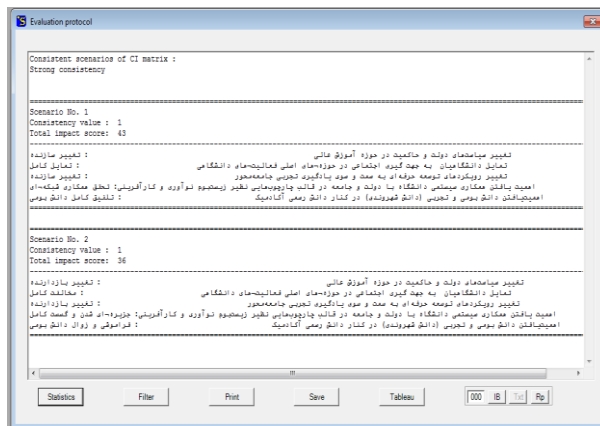 Evaluation protocol
Consistent scenarios of CI matrix :
Strong consistency
Scenario No. 1
Consistency value : 1
Total impact score: 43
تغییر سیاست‌های دولت و حاکمیت در حوزه آموزش عالی : تغییر سازنده
تمایل دانشگاهیان به جهت گیری اجتماعی در حوزه¬های اصلی فعالیت¬های دانشگاهی : تمایل کامل
تغییر رویکردهای توسعه حرفه‌ای به سمت و سوی یادگیری تجربی جامعه‌محور : تغییر سازنده
اهمیت یافتن همکاری سیستمی دانشگاه با دولت و جامعه در قالب چارچوب‌هایی نظیر زیست‌بوم نوآوری و کارآفرینی: تحقق همکاری شبکه¬ای
اهمیت‌یافتن دانش بومی و تجربی (دانش شهروندی) در کنار دانش رسمی آکادمیک : تلفیق کامل دانش بومی
Scenario No. 2
Consistency value : 1
Total impact score: 36
تغییر سیاست‌های دولت و حاکمیت در حوزه آموزش عالی : تغییر بازدارنده
تمایل دانشگاهیان به جهت گیری اجتماعی در حوزه¬های اصلی فعالیت¬های دانشگاهی : مخالفت کامل
تغییر رویکردهای توسعه حرفه‌ای به سمت و سوی یادگیری تجربی جامعه‌محور : تغییر بازدارنده
اهمیت یافتن همکاری سیستمی دانشگاه با دولت و جامعه در قالب چارچوب‌هایی نظیر زیست‌بوم نوآوری و کارآفرینی: جزیره¬ای شدن و گسست کامل
اهمیت‌یافتن دانش بومی و تجربی (دانش شهروندی) در کنار دانش رسمی آکادمیک : فراموشی و زوال دانش بومی
Statistics Filter Print Save Tableau 000 IB Txt Rp